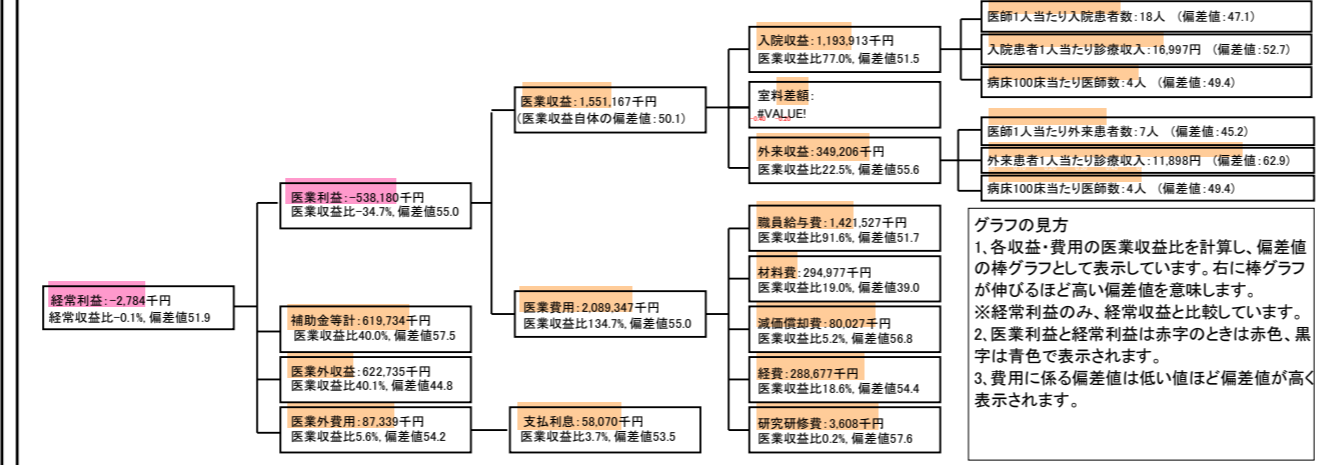 経常利益:-2,784千円
経常収比-0.1%, 偏差値51.9
医業利益:-538,180千円
医業収益比-34.7%, 偏差値55.0
補助金等計:619,734千円
医業収益比40.0%, 偏差値57.5
医業外収益:622,735千円
医業収益比40.1%, 偏差値44.8
医業外費用:87,339千円
医業収益比5.6%, 偏差値54.2
支払利息:58,070千円
医業収益比3.7%, 偏差値53.5
医業収益:1,551,167千円
(医業収益自体の偏差値:50.1)
医業費用:2,089,347千円
医業収益比134.7%, 偏差値55.0
入院収益:1,193,913千円
医業収益比77.0%, 偏差値51.5
室料差額:
#VALUE!
外来収益:349,206千円
医業収益比22.5%, 偏差値55.6
職員給与費:1,421,527千円
医業収益比91.6%, 偏差値51.7
材料費:294,977千円
医業収益比19.0%, 偏差値39.0
減価償却費:80,027千円
医業収益比5.2%, 偏差値56.8
経費:288,677千円
医業収益比18.6%, 偏差値54.4
研究研修費:3,608千円
医業収益比0.2%, 偏差値57.6
医師1人当たり入院患者数:18人 (偏差値:47.1)
入院患者1人当たり診療収入:16,997円 (偏差値:52.7)
病床100床当たり医師数:4人 (偏差値:49.4)
医師1人当たり外来患者数:7人 (偏差値:45.2)
外来患者1人当たり診療収入:11,898円 (偏差値:62.9)
病床100床当たり医師数:4人 (偏差値:49.4)
グラフの見方
1、各収益・費用の医業収益比を計算し、偏差値
の棒グラフとして表示しています。右に棒グラフ
が伸びるほど高い偏差値を意味します。
※経常利益のみ、経常収益と比較しています。
2、医業利益と経常利益は赤字のときは赤色、黒
字は青色で表示されます。
3、費用に係る偏差値は低い値ほど偏差値が高く
表示されます。